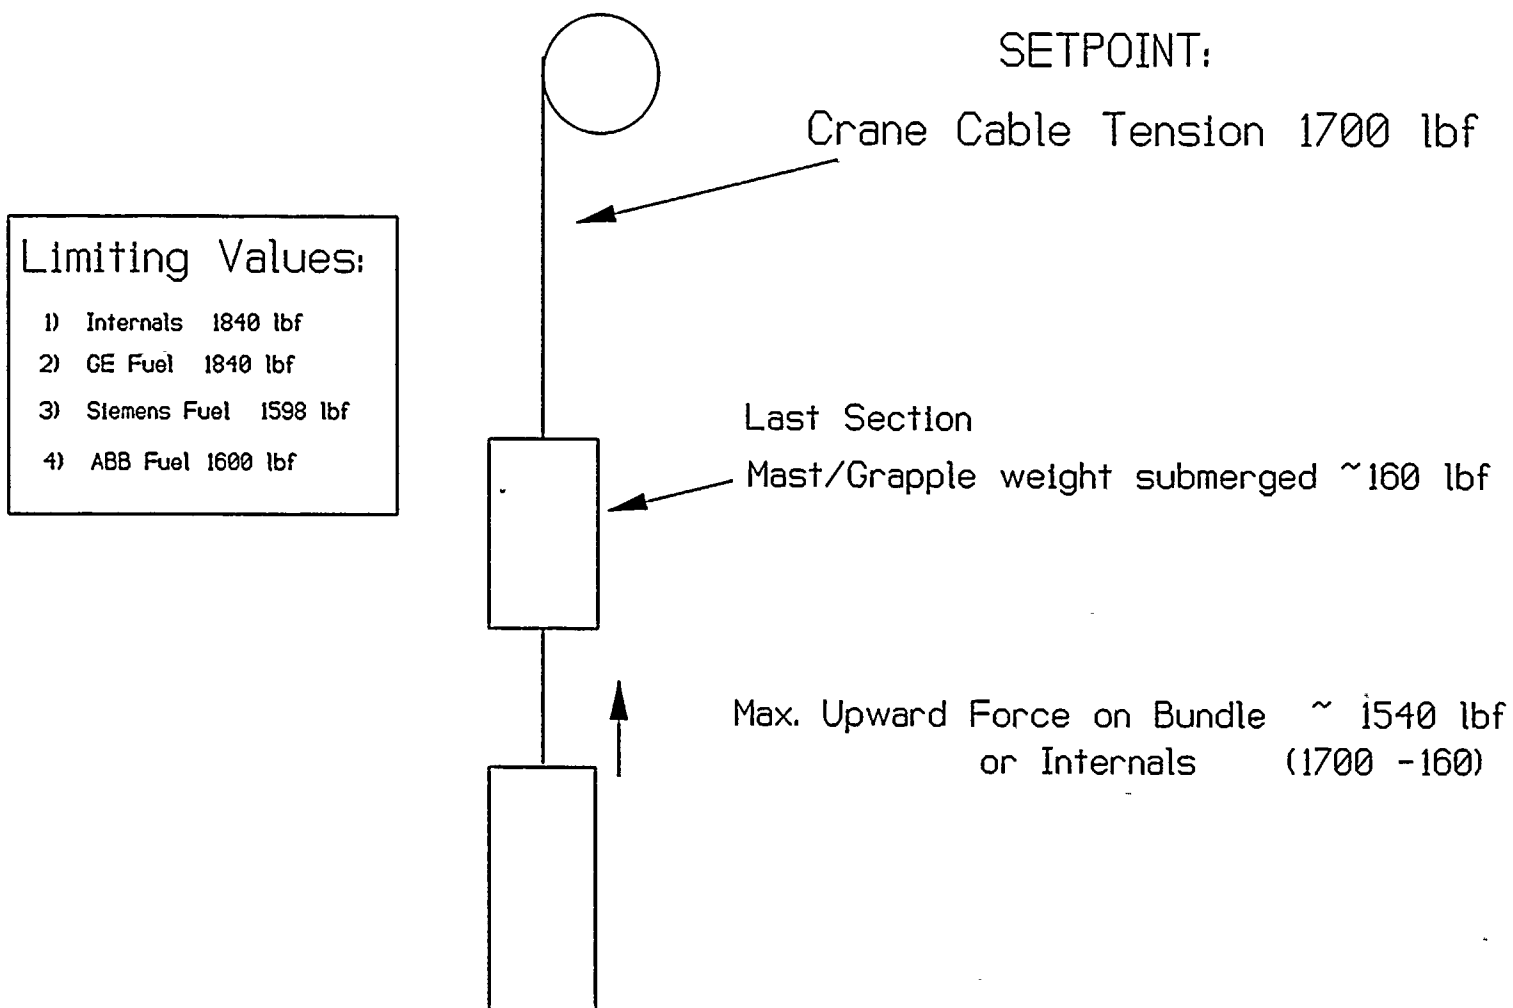 SETPOINT:
Crane Cable Tension 1700 lbf
Limiting Values:
1) Internals 1840 lbf
2) GE Fuel 1840 lbf
3) Siemens Fuel 1598 lbf
4) ABB Fuel 1600 lbf
Last Section
Mast/Grapple weight submerged ~160 lbf
Max. Upward Force on Bundle ~ 1540 lbf
or Internals (1700 -160)